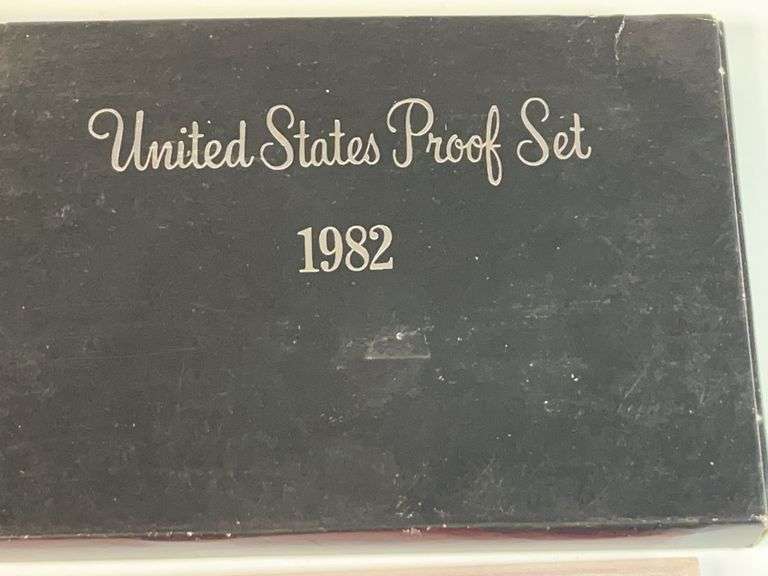 United States Proof Set
1982